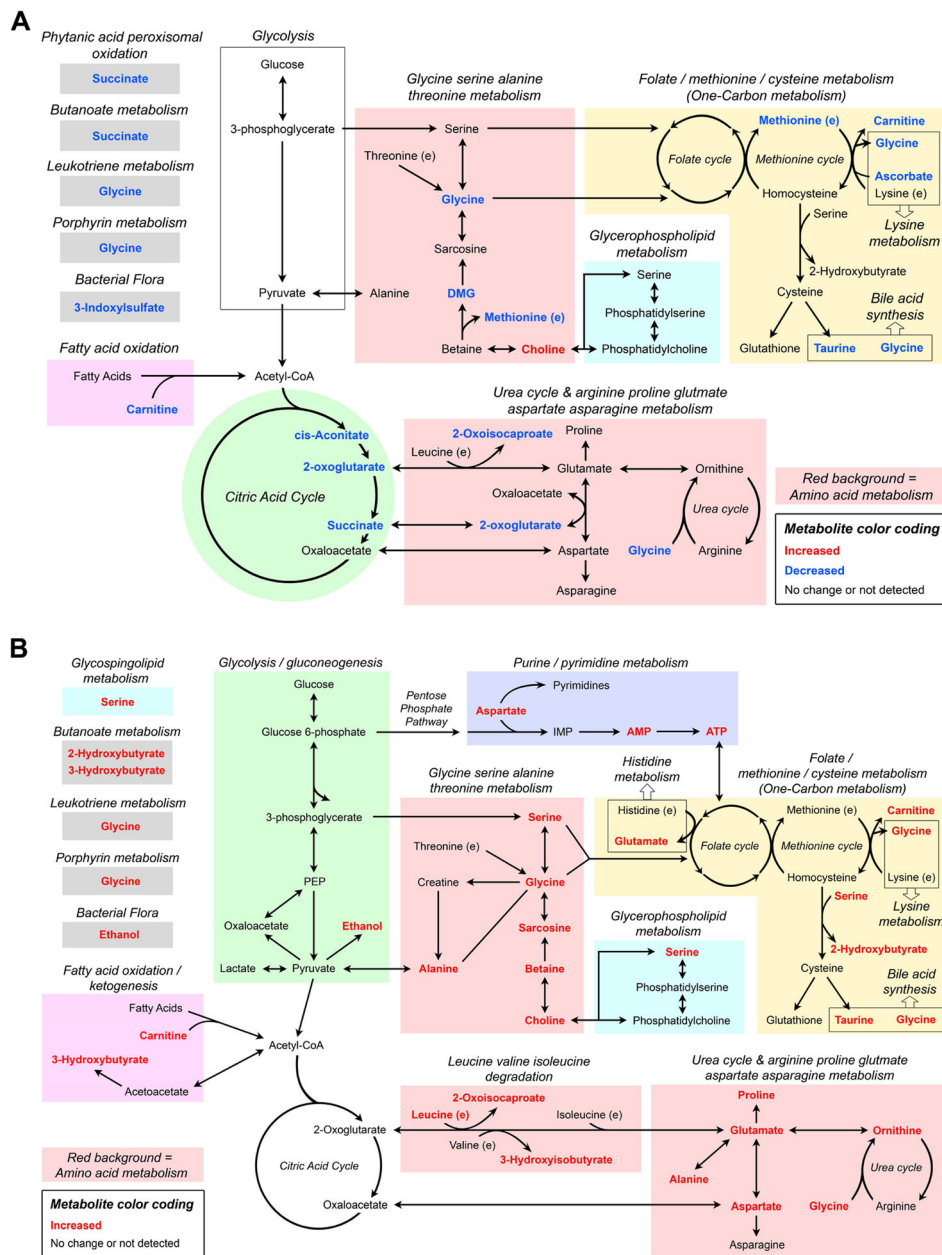 A
Phytanic acid peroxisomal
oxidation
Succinate
Butanoate metabolism
Succinate
Leukotriene metabolism
Glycine
Porphyrin metabolism
Glycine
Bacterial Flora
3-Indoxylsulfate
Fatty acid oxidation
Fatty Acids
Carnitine
Glycolysis
Glucose
3-phosphoglycerate
Pyruvate
Acetyl-CoA
cis-Aconitate
2-oxoglutarate
Citric Acid Cycle
Succinate
Oxaloacetate
Glycine serine alanine
threonine metabolism
Serine
Threonine (e)
Glycine
Sarcosine
DMG
Alanine
Methionine (e)
Betaine
Choline
Glycerophospholipid
metabolism
Serine
Phosphatidylserine
Phosphatidylcholine
Folate / methionine / cysteine metabolism
(One-Carbon metabolism)
Folate cycle
Methionine (e)
Methionine cycle
Homocysteine
Carnitine
Glycine
Ascorbate
Lysine (e)
Lysine
metabolism
Serine
2-Hydroxybutyrate
Cysteine
Bile acid
synthesis
Glutathione
Taurine
Glycine
Urea cycle & arginine proline glutmate
aspartate asparagine metabolism
2-Oxoisocaproate
Leucine (e)
Proline
Glutamate
Ornithine
Oxaloacetate
2-oxoglutarate
Urea cycle
Aspartate
Glycine
Arginine
Asparagine
Red background =
Amino acid metabolism
Metabolite color coding
Increased
Decreased
No change or not detected
B
Glycospingolipid
metabolism
Serine
Butanoate metabolism
2-Hydroxybutyrate
3-Hydroxybutyrate
Leukotriene metabolism
Glycine
Porphyrin metabolism
Glycine
Bacterial Flora
Ethanol
Fatty acid oxidation /
ketogenesis
Fatty Acids
Carnitine
3-Hydroxybutyrate
Acetoacetate
Glycolysis / gluconeogenesis
Glucose
Glucose 6-phosphate
3-phosphoglycerate
PEP
Oxaloacetate
Ethanol
Lactate
Pyruvate
Acetyl-CoA
2-Oxoglutarate
Citric Acid Cycle
Oxaloacetate
Pentose
Phosphate
Pathway
Purine / pyrimidine metabolism
Pyrimidines
Aspartate
IMP
AMP
ATP
Glycine serine alanine
threonine metabolism
Serine
Threonine (e)
Creatine
Glycine
Sarcosine
Alanine
Betaine
Choline
Histidine
metabolism
Histidine (e)
Glutamate
Folate /
methionine / cysteine metabolism
(One-Carbon metabolism)
Folate cycle
Methionine (e)
Methionine cycle
Homocysteine
Carnitine
Glycine
Lysine (e)
Lysine
metabolism
Serine
2-Hydroxybutyrate
Cysteine
Bile acid
synthesis
Glutathione
Taurine
Glycine
Glycerophospholipid
metabolism
Serine
Phosphatidylserine
Phosphatidylcholine
Leucine valine isoleucine
degradation
2-Oxoisocaproate
Leucine (e)
Isoleucine (e)
Valine (e)
3-Hydroxyisobutyrate
Urea cycle & arginine proline glutmate
aspartate asparagine metabolism
Proline
Glutamate
Ornithine
Alanine
Urea cycle
Aspartate
Glycine
Arginine
Asparagine
Red background =
Amino acid metabolism
Metabolite color coding
Increased
No change or not detected